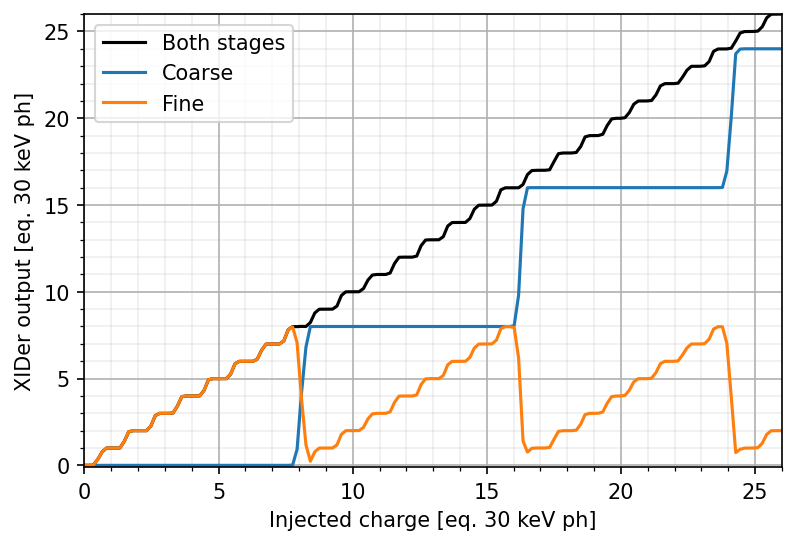 Both stages
Coarse
Fine
25
20
15
10
5
0
XIDer output [eq. 30 keV ph]
0 5 10 15 20 25
Injected charge [eq. 30 keV ph]